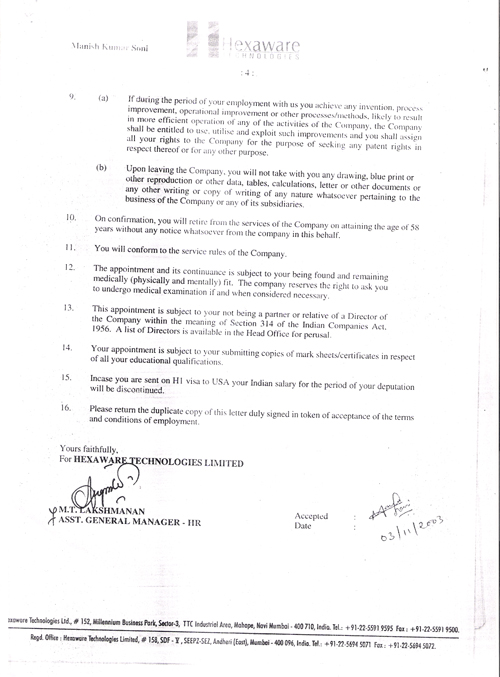 Manish Kumar Soni
Hexaware
TECHNOLOGIES
: 4 :
9. (a) If during the period of your employment with us you achieve any invention, process
improvement, operational improvement or other processes/methods, likely to result
in more efficient operation of any of the activities of the Company, the Company
shall be entitled to use, utilise and exploit such improvements and you shall assign
all your rights to the Company for the purpose of seeking any patent rights in
respect thereof or for any other purpose.
(b) Upon leaving the Company, you will not take with you any drawing, blue print or
other reproduction or other data, tables, calculations, letter or other documents or
any other writing or copy of writing of any nature whatsoever pertaining to the
business of the Company or any of its subsidiaries.
10. On confirmation, you will retire from the services of the Company on attaining the age of 58
years without any notice whatsoever from the company in this behalf.
11. You will conform to the service rules of the Company.
12. The appointment and its continuance is subject to your being found and remaining
medically (physically and mentally) fit. The company reserves the right to ask you
to undergo medical examination if and when considered necessary.
13. This appointment is subject to your not being a partner or relative of a Director of
the Company within the meaning of Section 314 of the Indian Companies Act,
1956. A list of Directors is available in the Head Office for perusal.
14. Your appointment is subject to your submitting copies of mark sheets/certificates in respect
of all your educational qualifications.
15. Incase you are sent on H1 visa to USA your Indian salary for the period of your deputation
will be discontinued.
16. Please return the duplicate copy of this letter duly signed in token of acceptance of the terms
and conditions of employment.
Yours faithfully,
For HEXAWARE TECHNOLOGIES LIMITED
M.T. LAKSHMANAN
ASST. GENERAL MANAGER - HR
Accepted :
Date : 03/11/2003
exaware Technologies Ltd., # 152, Millennium Business Park, Sector-3, TTC Industrial Area, Mahape, Navi Mumbai - 400 710, India. Tel.: +91-22-5591 9595 Fax : +91-22-5591 9500.
Regd. Office : Hexaware Technologies Limited, # 158, SDF - V, SEEPZ-SEZ, Andheri (East), Mumbai - 400 096, India. Tel: +91-22-5694 5071 Fax : +91-22-5694 5072.